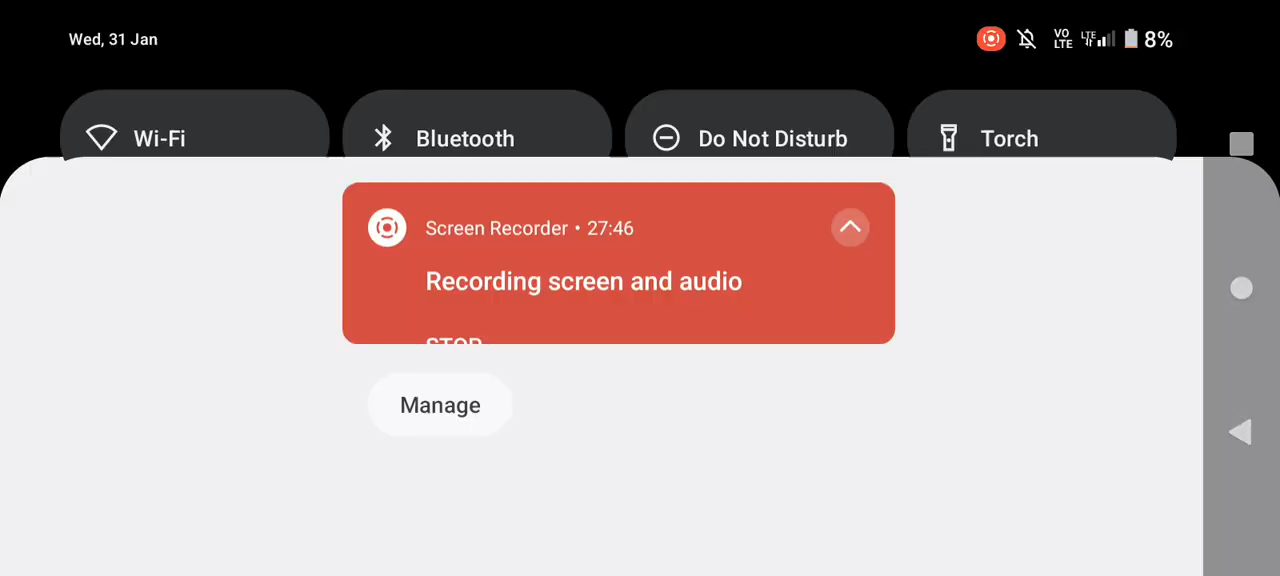 Wed, 31 Jan
VO LTE LTE 8%
Wi-Fi
Bluetooth
Do Not Disturb
Torch
Screen Recorder • 27:46
Recording screen and audio
STOP
Manage